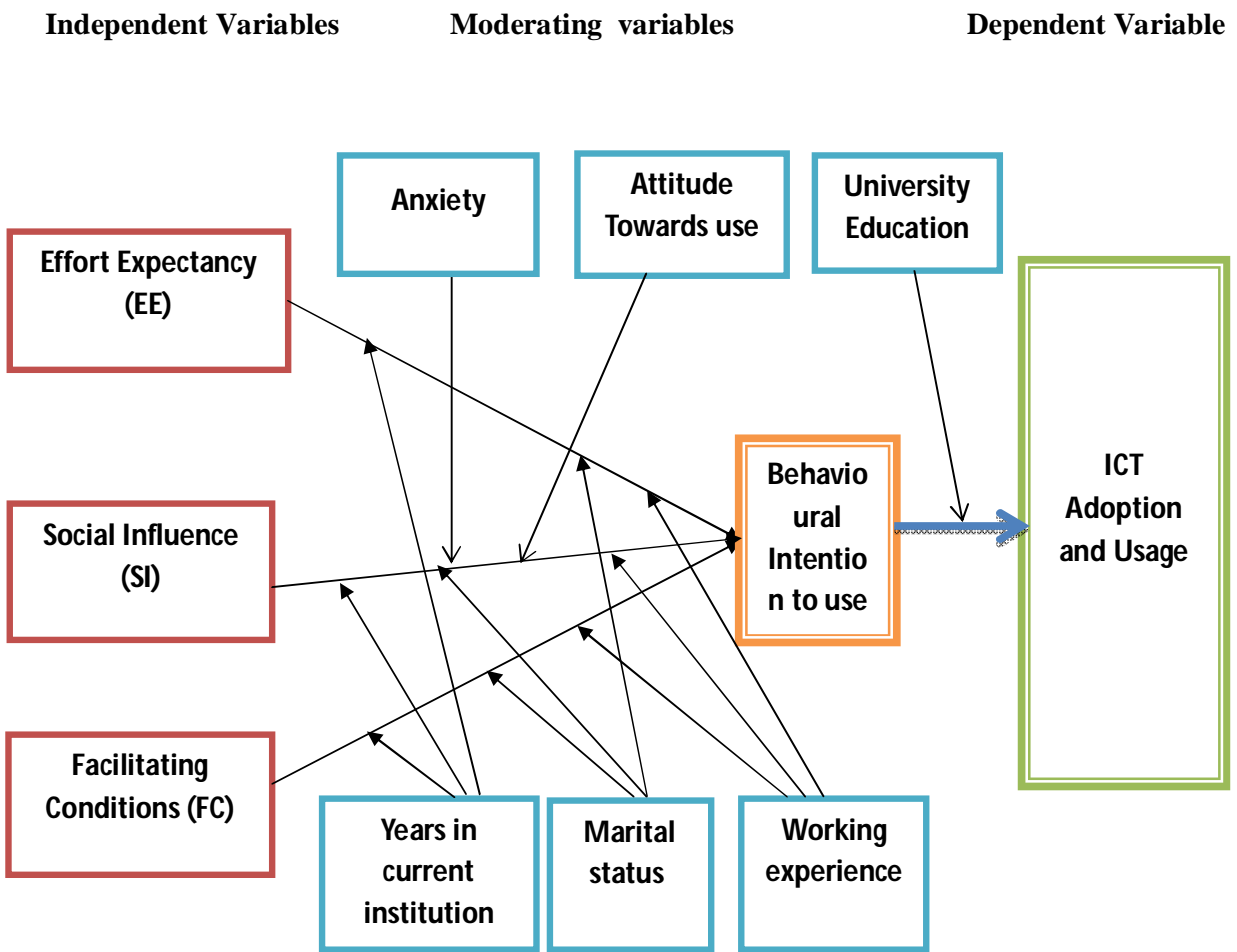 Independent Variables
Moderating variables
Dependent Variable
Anxiety
Attitude
Towards use
University
Education
Effort Expectancy
(EE)
Social Influence
(SI)
Facilitating
Conditions (FC)
Behavio
ural
Intentio
n to use
ICT
Adoption
and Usage
Years in
current
institution
Marital
status
Working
experience